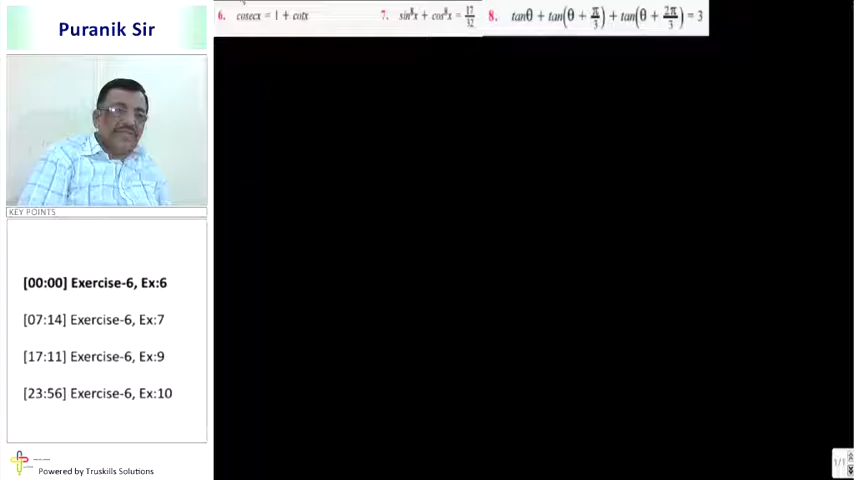 Puranik Sir
6. cosecx = 1 + cotx 7. sin⁸x + cos⁸x = 17/32 8. tanθ + tan(θ + π/3) + tan(θ + 2π/3) = 3
KEY POINTS
[00:00] Exercise-6, Ex:6
[07:14] Exercise-6, Ex:7
[17:11] Exercise-6, Ex:9
[23:56] Exercise-6, Ex:10
Powered by Truskills Solutions
1/1